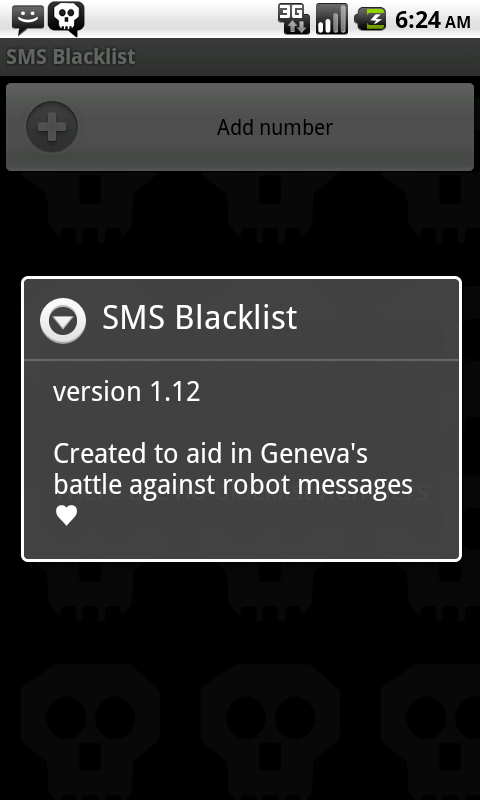 3G 6:24 AM
SMS Blacklist
Add number
SMS Blacklist
version 1.12
Created to aid in Geneva's
battle against robot messages
♥